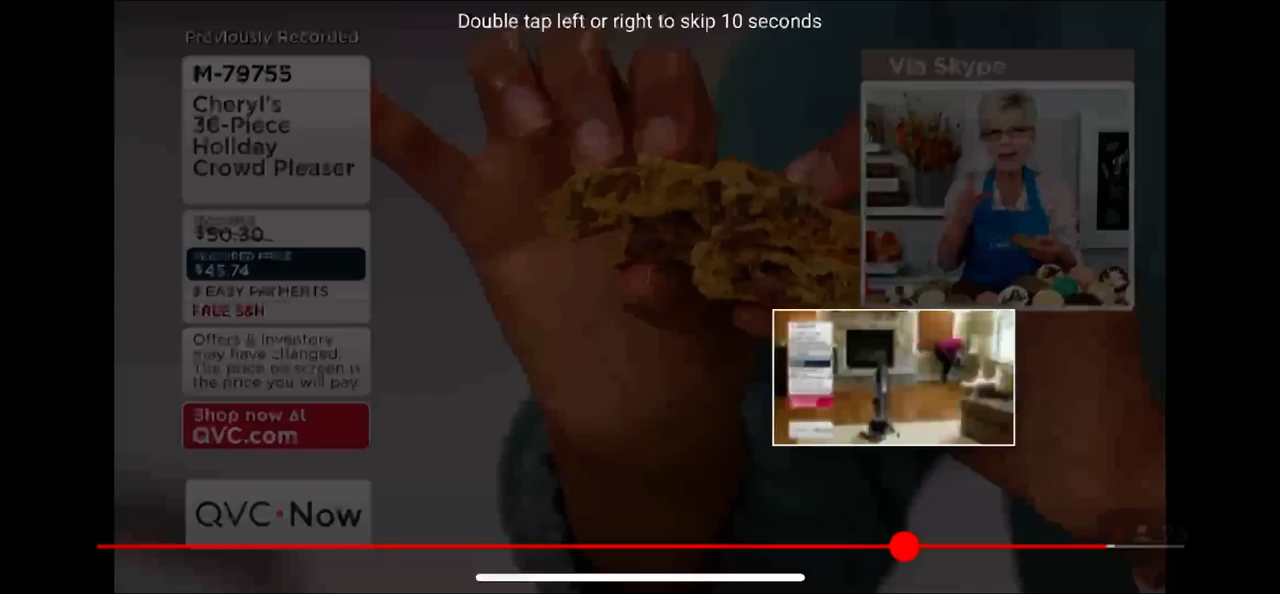 Double tap left or right to skip 10 seconds
Previously Recorded
M-79755
Cheryl's
36-Piece
Holiday
Crowd Pleaser
Via Skype
$45.74
EASY PAYMENTS
FREE S&H
Offers & Inventory
may have changed.
The price on screen is
the price you will pay.
Shop now at
QVC.com
QVC•Now